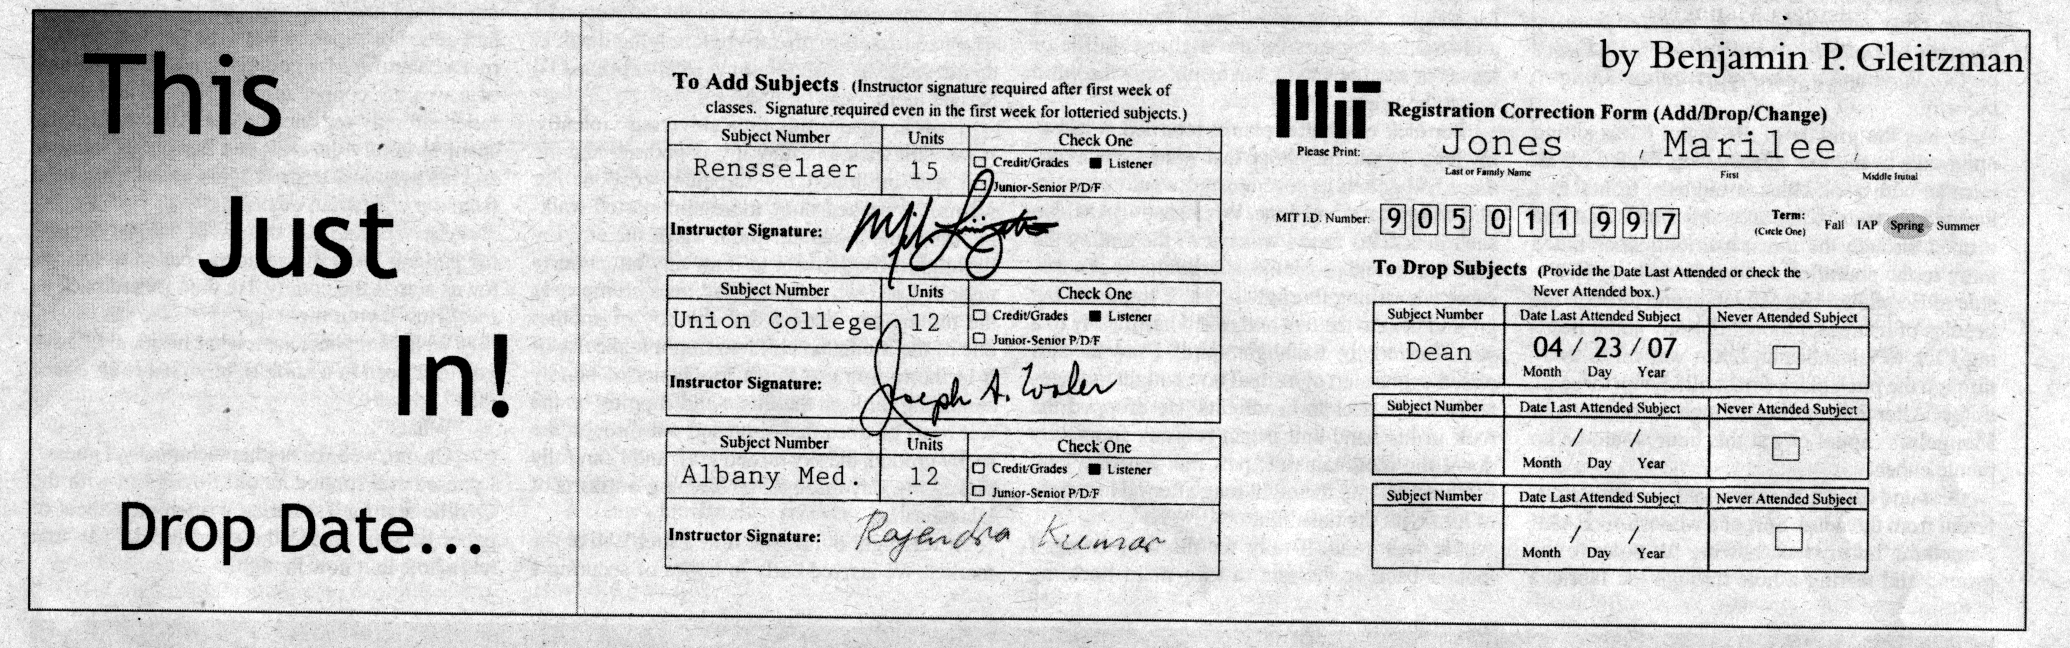 This
Just
In!
Drop Date...
by Benjamin P. Gleitzman
To Add Subjects (Instructor signature required after first week of
classes. Signature required even in the first week for lotteried subjects.)
Subject Number Units Check One
Rensselaer 15 Credit/Grades Listener
Junior-Senior P/D/F
Instructor Signature:
Subject Number Units Check One
Union College 12 Credit/Grades Listener
Junior-Senior P/D/F
Instructor Signature: Joseph A.
Subject Number Units Check One
Albany Med. 12 Credit/Grades Listener
Junior-Senior P/D/F
Instructor Signature: Rajendra Kumar
MIT
Registration Correction Form (Add/Drop/Change)
Please Print: Jones , Marilee
Last or Family Name First Middle Initial
MIT I.D. Number: 905 011 997
Term:
(Circle One) Fall IAP Spring Summer
To Drop Subjects (Provide the Date Last Attended or check the
Never Attended box.)
Subject Number Date Last Attended Subject Never Attended Subject
Dean 04 / 23 / 07
Month Day Year
Subject Number Date Last Attended Subject Never Attended Subject
/ /
Month Day Year
Subject Number Date Last Attended Subject Never Attended Subject
/ /
Month Day Year